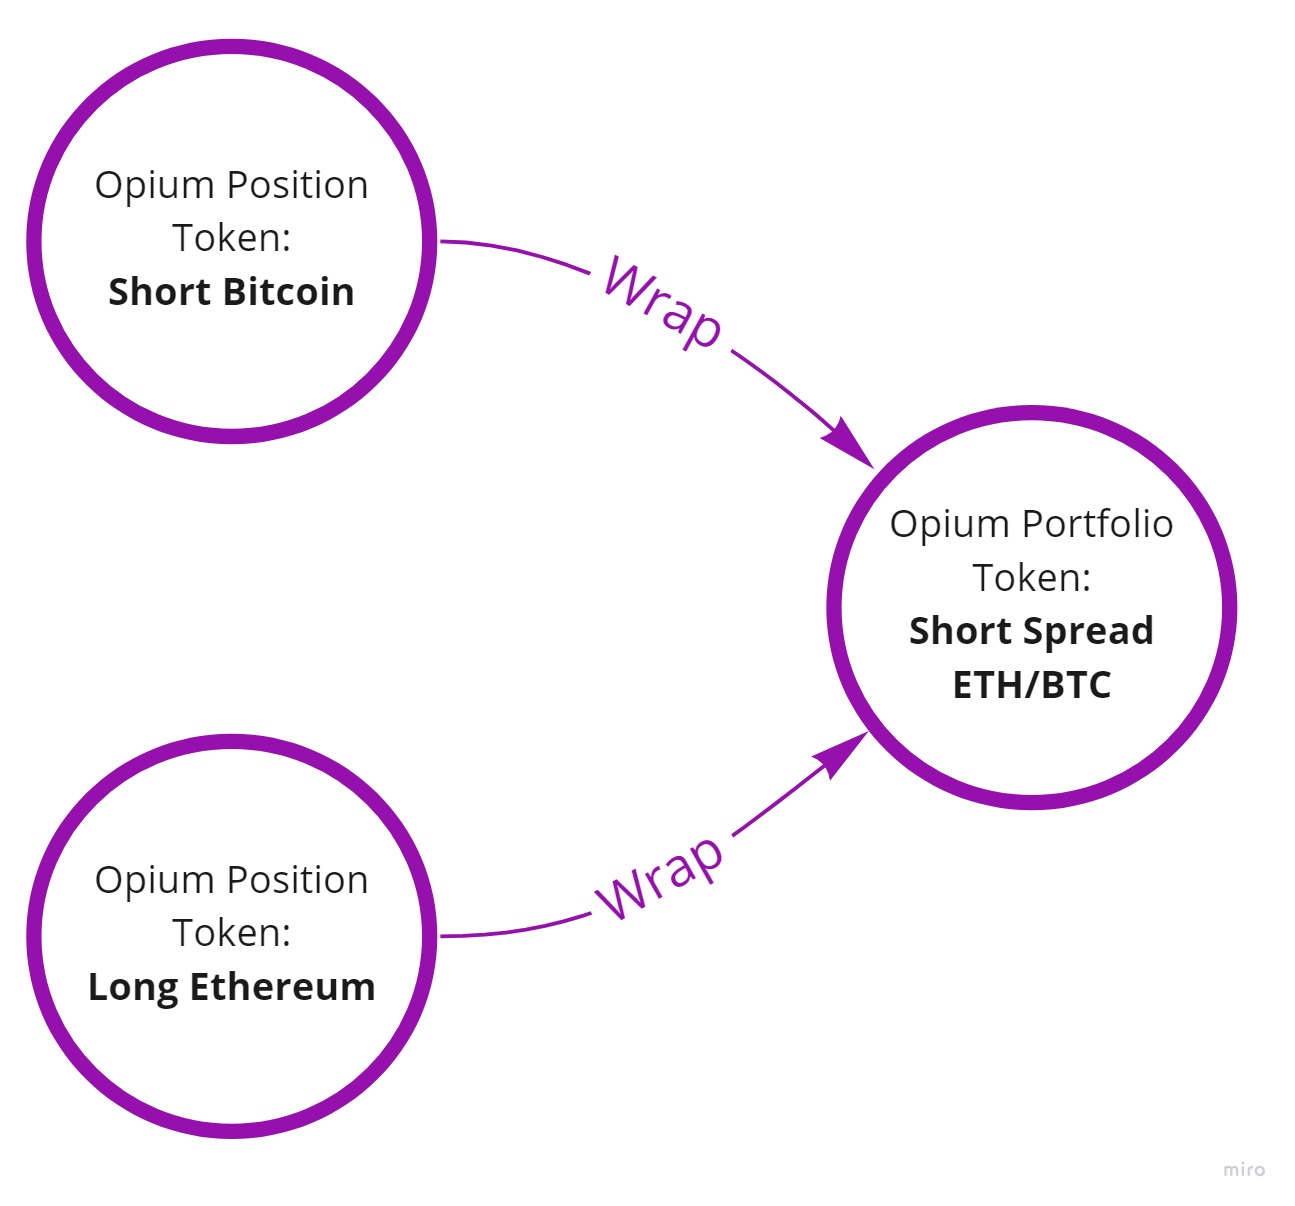 Opium Position
Token:
Short Bitcoin
Wrap
Opium Portfolio
Token:
Short Spread
ETH/BTC
Wrap
Opium Position
Token:
Long Ethereum
miro